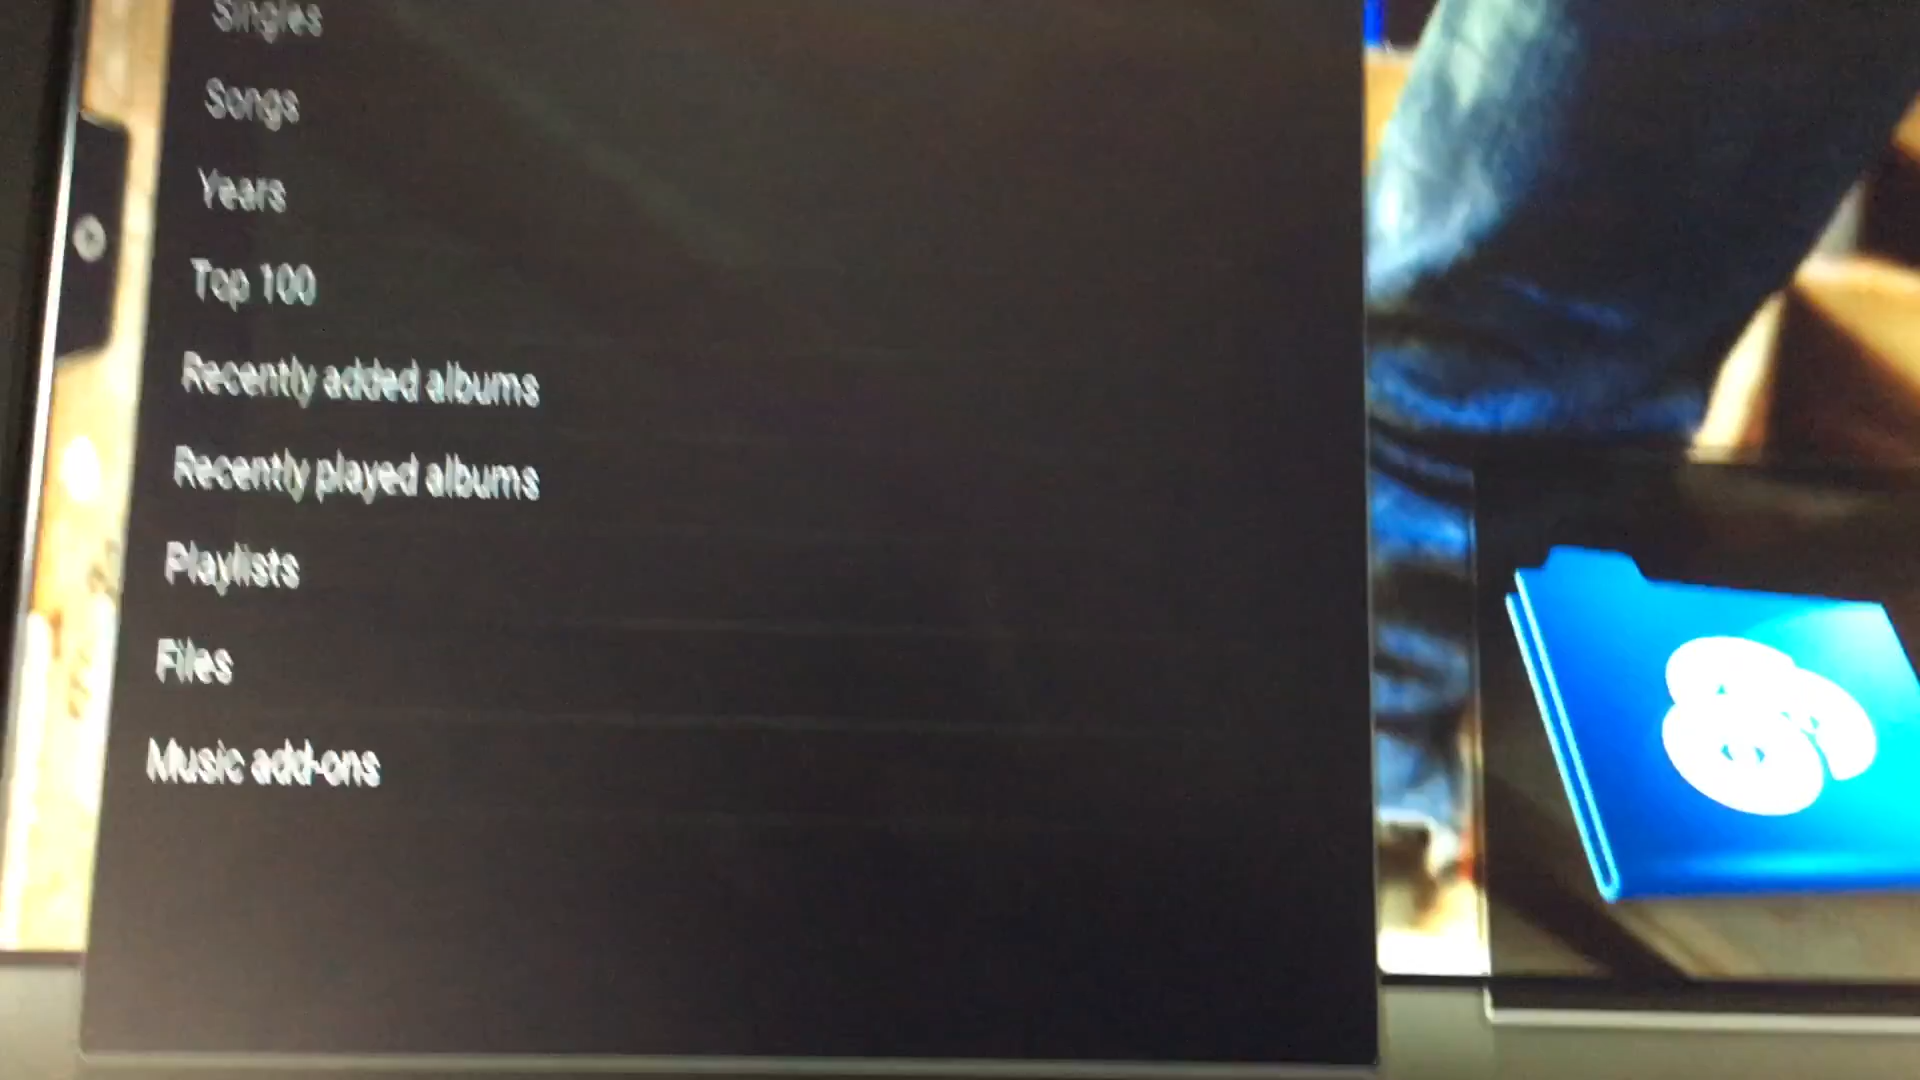 Singles
Songs
Years
Top 100
Recently added albums
Recently played albums
Playlists
Files
Music add-ons